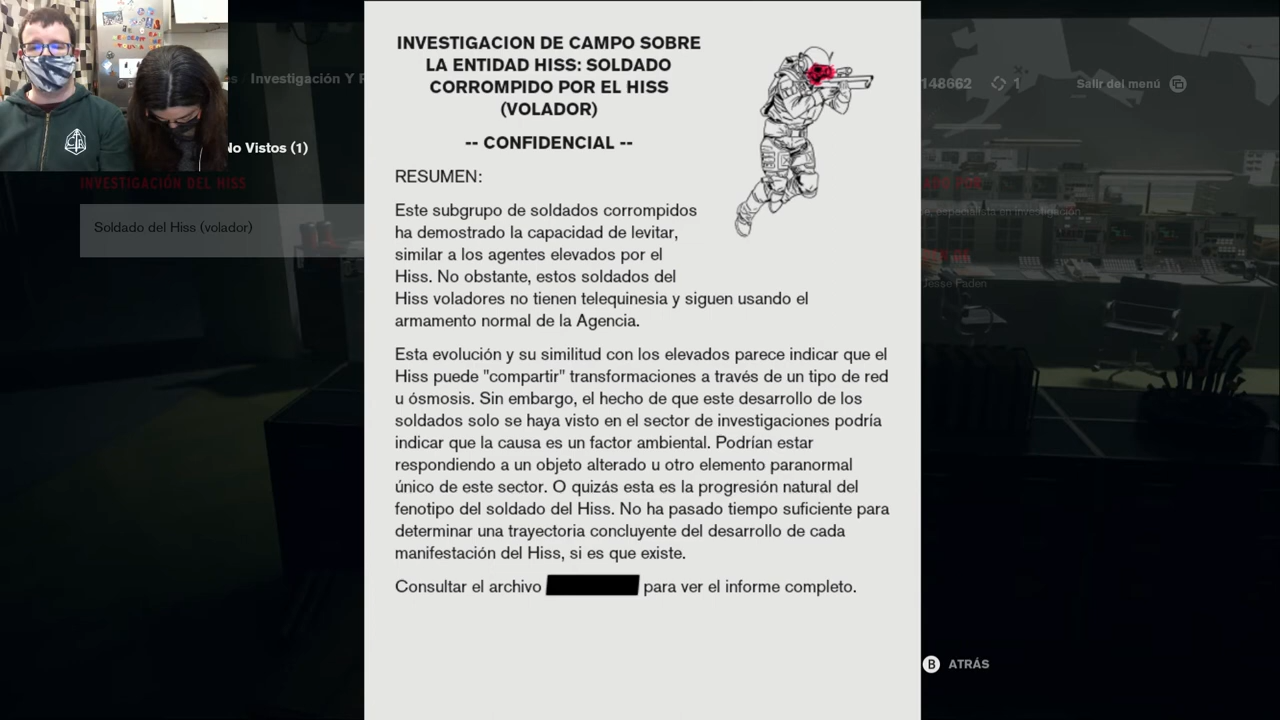 s / Investigación Y
148662
1
Salir del menú
No Vistos (1)
INVESTIGACIÓN DEL HISS
Soldado del Hiss (volador)
INVESTIGACION DE CAMPO SOBRE
LA ENTIDAD HISS: SOLDADO
CORROMPIDO POR EL HISS
(VOLADOR)
-- CONFIDENCIAL --
RESUMEN:
Este subgrupo de soldados corrompidos
ha demostrado la capacidad de levitar,
similar a los agentes elevados por el
Hiss. No obstante, estos soldados del
Hiss voladores no tienen telequinesia y siguen usando el
armamento normal de la Agencia.
Esta evolución y su similitud con los elevados parece indicar que el
Hiss puede "compartir" transformaciones a través de un tipo de red
u ósmosis. Sin embargo, el hecho de que este desarrollo de los
soldados solo se haya visto en el sector de investigaciones podría
indicar que la causa es un factor ambiental. Podrían estar
respondiendo a un objeto alterado u otro elemento paranormal
único de este sector. O quizás esta es la progresión natural del
fenotipo del soldado del Hiss. No ha pasado tiempo suficiente para
determinar una trayectoria concluyente del desarrollo de cada
manifestación del Hiss, si es que existe.
Consultar el archivo para ver el informe completo.
especialista en investigación
Jesse Faden
B ATRÁS